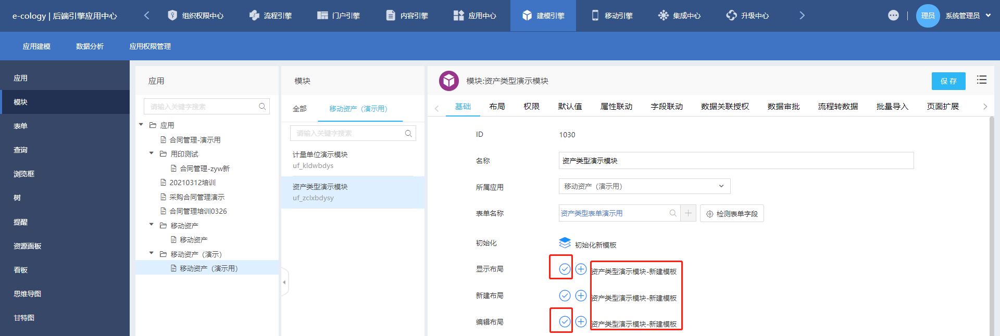 e-cology | 后端引擎应用中心
组织权限中心
流程引擎
门户引擎
内容引擎
应用中心
建模引擎
移动引擎
集成中心
升级中心
理员
系统管理员
应用建模
数据分析
应用权限管理
应用
模块
表单
查询
浏览框
树
提醒
资源面板
看板
思维导图
甘特图
应用
请输入关键字搜索
应用
合同管理-演示用
用印测试
合同管理-zyw新
20210312培训
采购合同管理演示
合同管理培训0326
移动资产
移动资产
移动资产（演示）
移动资产（演示用）
模块
全部
移动资产（演示用）
请输入关键字搜索
计量单位演示模块
uf_kldwbdys
资产类型演示模块
uf_zclxbdysy
模块:资产类型演示模块
保存
基础
布局
权限
默认值
属性联动
字段联动
数据关联授权
数据审批
流程转数据
批量导入
页面扩展
ID
1030
名称
资产类型演示模块
所属应用
移动资产（演示用）
表单名称
资产类型表单演示用
检测表单字段
初始化
初始化新模板
显示布局
资产类型演示模块-新建模板
新建布局
资产类型演示模块-新建模板
编辑布局
资产类型演示模块-新建模板